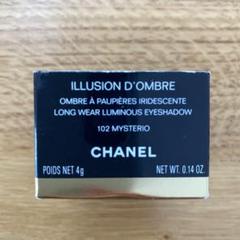 ILLUSION D'OMBRE
OMBRE À PAUPIÈRES IRIDESCENTE
LONG WEAR LUMINOUS EYESHADOW
102 MYSTERIO
CHANEL
POIDS NET 4g NET WT. 0.14 OZ.